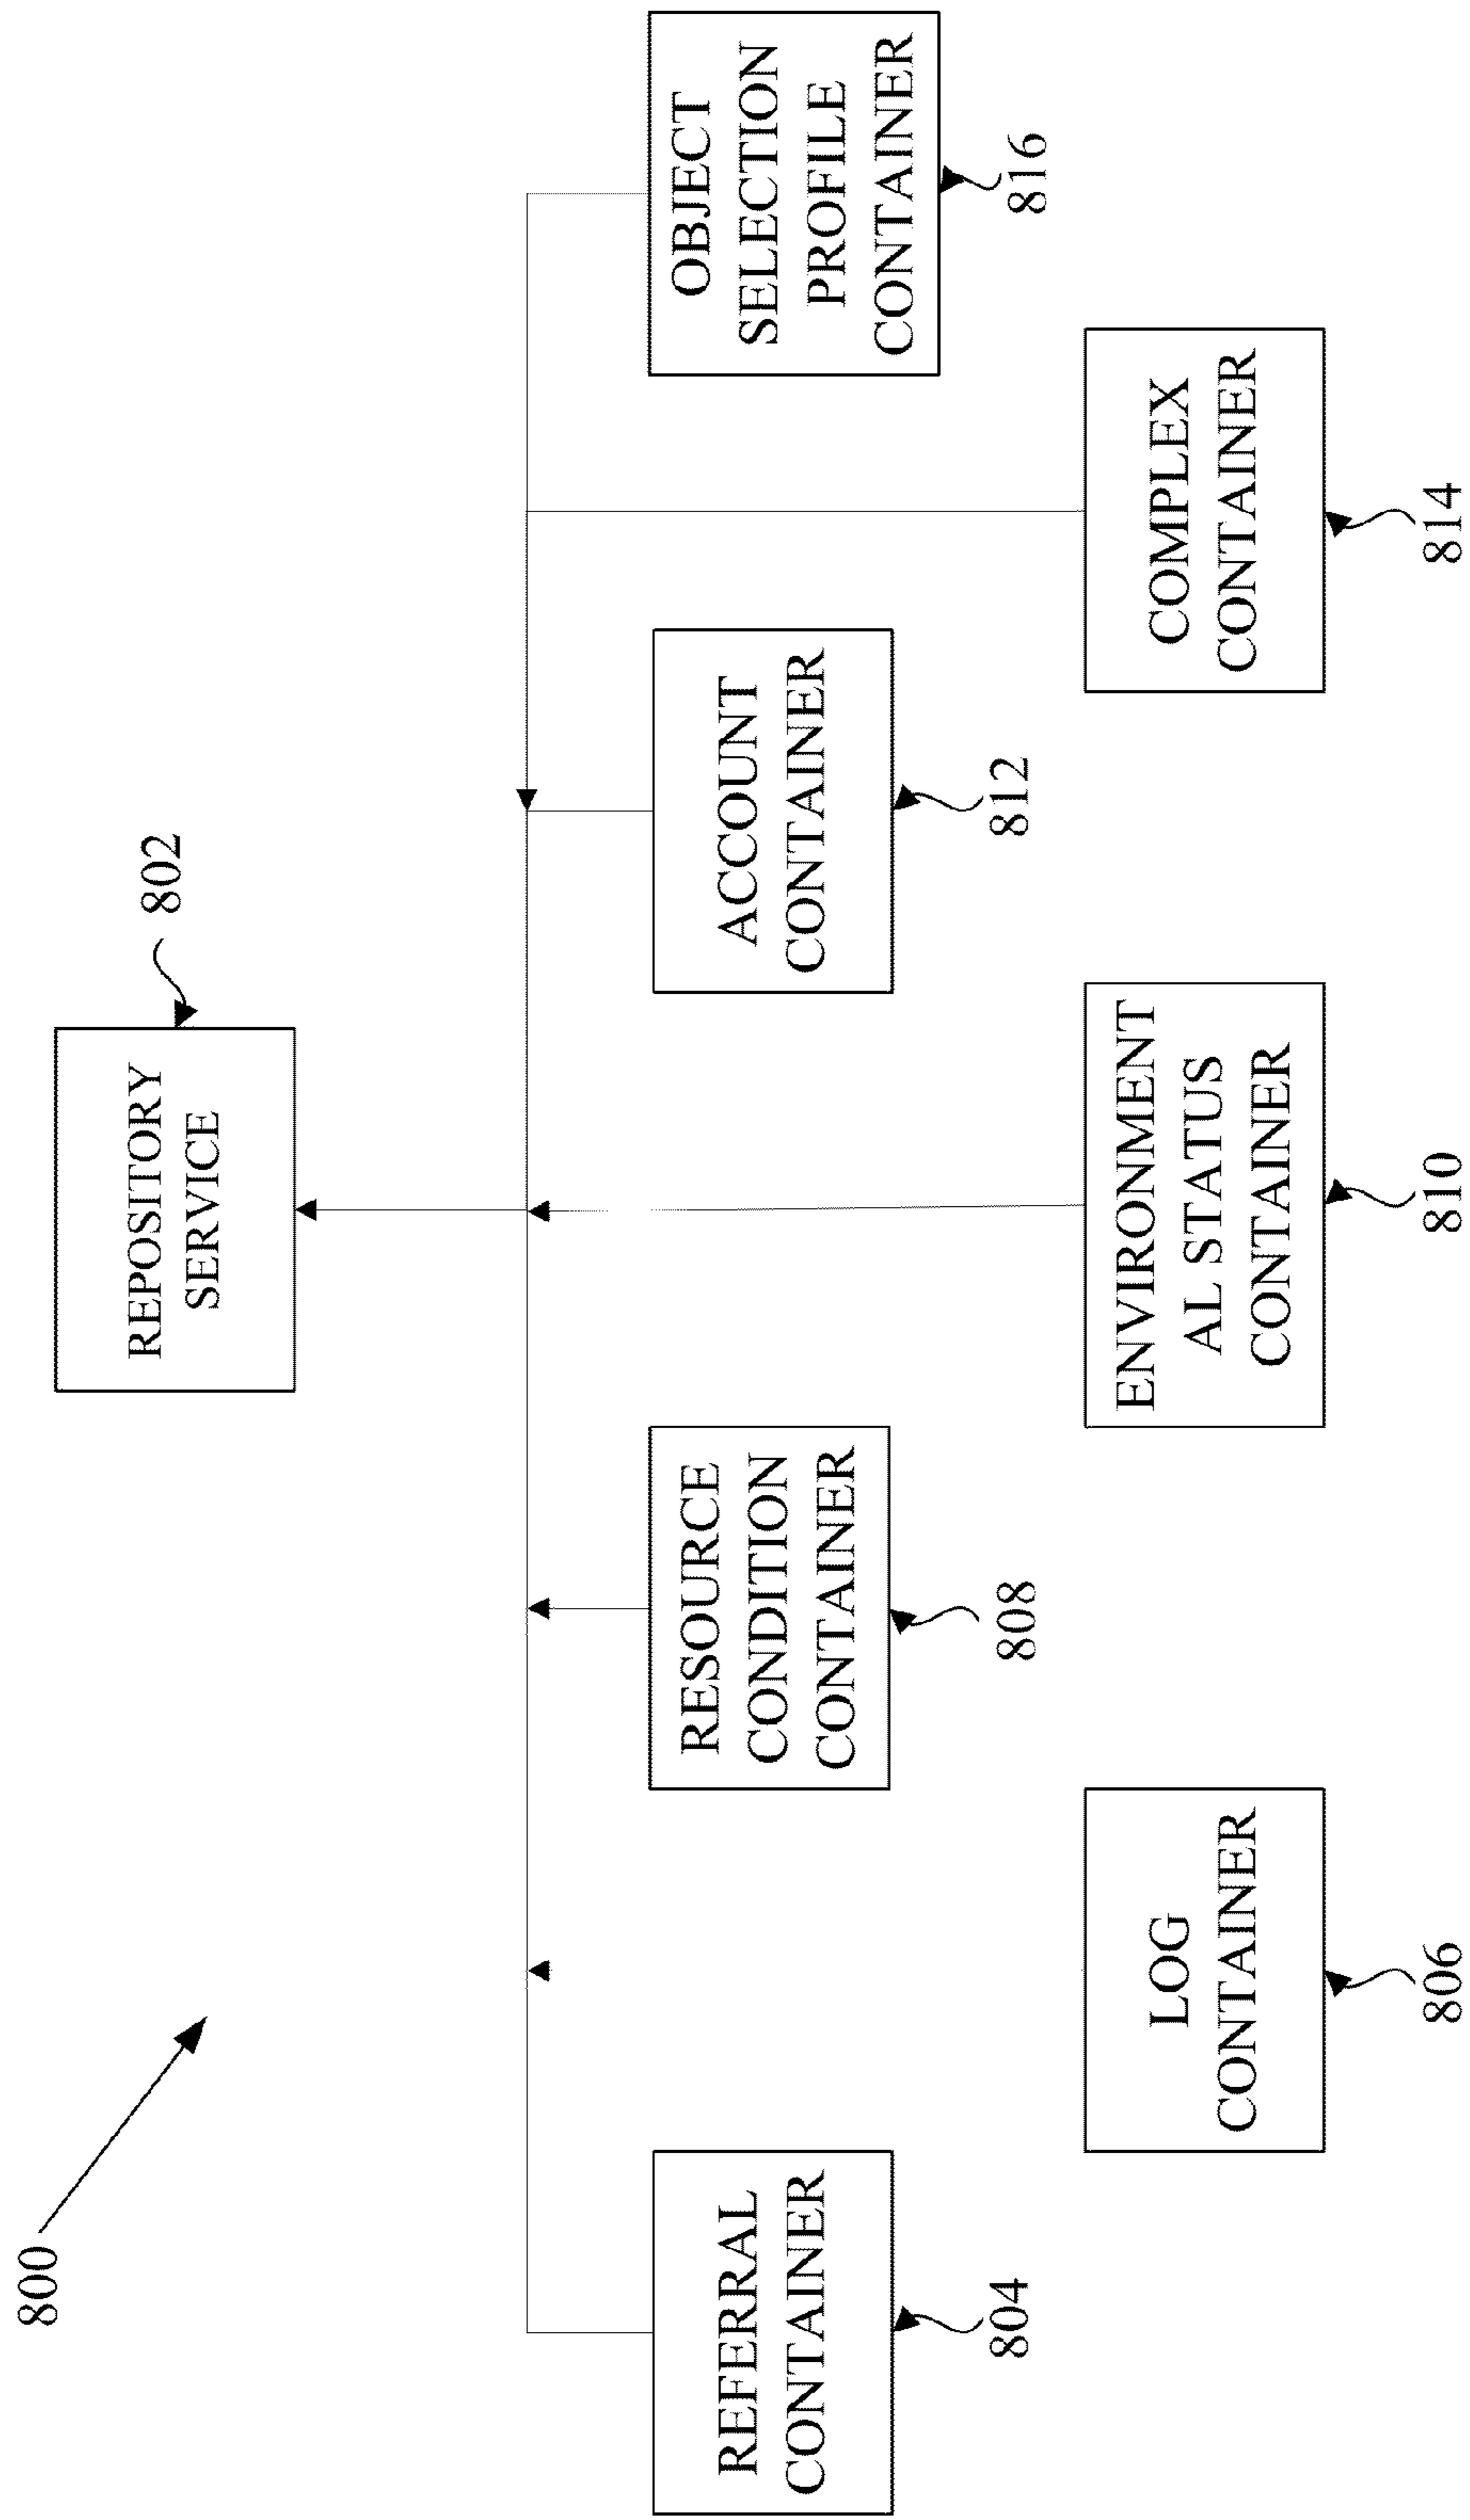 800
REPOSITORY
SERVICE
802
REFERRAL
CONTAINER
804
RESOURCE
CONDITION
CONTAINER
808
ACCOUNT
CONTAINER
812
OBJECT
SELECTION
PROFILE
CONTAINER
816
LOG
CONTAINER
806
ENVIRONMENT
AL STATUS
CONTAINER
810
COMPLEX
CONTAINER
814